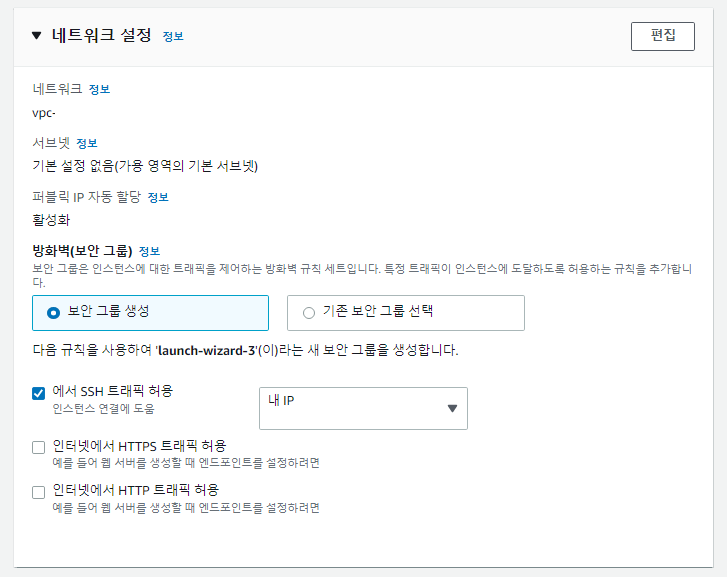 네트워크 설정 정보
편집
네트워크 정보
vpc-
서브넷 정보
기본 설정 없음(가용 영역의 기본 서브넷)
퍼블릭 IP 자동 할당 정보
활성화
방화벽(보안 그룹) 정보
보안 그룹은 인스턴스에 대한 트래픽을 제어하는 방화벽 규칙 세트입니다. 특정 트래픽이 인스턴스에 도달하도록 허용하는 규칙을 추가합니
다.
보안 그룹 생성
기존 보안 그룹 선택
다음 규칙을 사용하여 'launch-wizard-3'(이)라는 새 보안 그룹을 생성합니다.
에서 SSH 트래픽 허용
인스턴스 연결에 도움
내 IP
인터넷에서 HTTPS 트래픽 허용
예를 들어 웹 서버를 생성할 때 엔드포인트를 설정하려면
인터넷에서 HTTP 트래픽 허용
예를 들어 웹 서버를 생성할 때 엔드포인트를 설정하려면